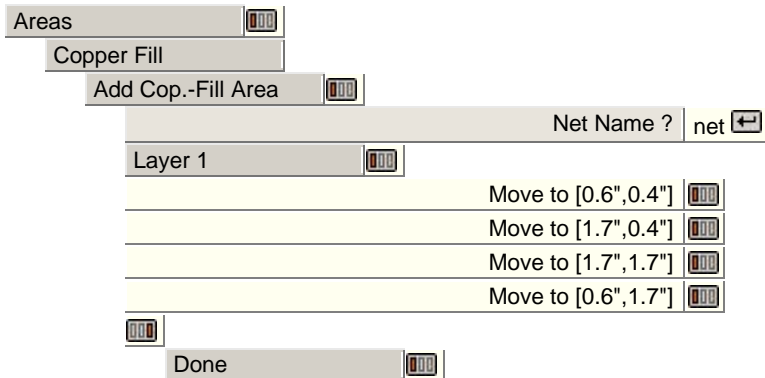 Areas
Copper Fill
Add Cop.-Fill Area
Net Name ? net
Layer 1
Move to [0.6",0.4"]
Move to [1.7",0.4"]
Move to [1.7",1.7"]
Move to [0.6",1.7"]
Done